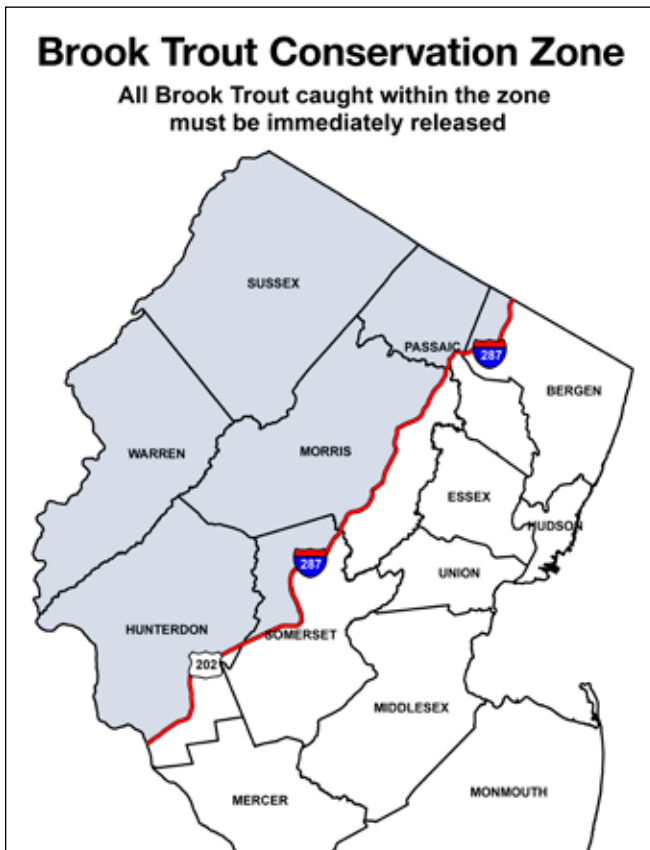 Brook Trout Conservation Zone
All Brook Trout caught within the zone
must be immediately released
SUSSEX
PASSAIC
287
BERGEN
WARREN
MORRIS
ESSEX
HUDSON
287
UNION
HUNTERDON
SOMERSET
202
MIDDLESEX
MERCER
MONMOUTH